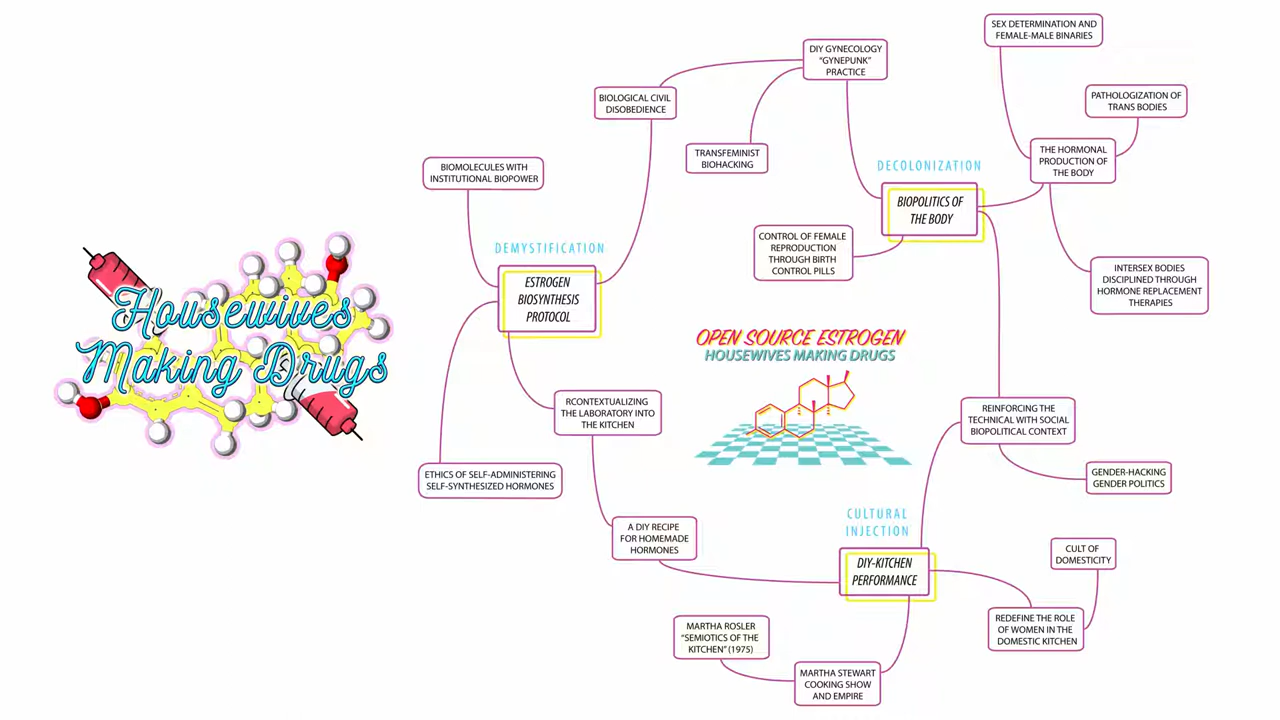 Housewives
Making Drugs
SEX DETERMINATION AND
FEMALE-MALE BINARIES
DIY GYNECOLOGY
"GYNEPUNK"
PRACTICE
BIOLOGICAL CIVIL
DISOBEDIENCE
PATHOLOGIZATION OF
TRANS BODIES
TRANSFEMINIST
BIOHACKING
THE HORMONAL
PRODUCTION OF
THE BODY
BIOMOLECULES WITH
INSTITUTIONAL BIOPOWER
DECOLONIZATION
BIOPOLITICS OF
THE BODY
CONTROL OF FEMALE
REPRODUCTION
THROUGH BIRTH
CONTROL PILLS
DEMYSTIFICATION
ESTROGEN
BIOSYNTHESIS
PROTOCOL
INTERSEX BODIES
DISCIPLINED THROUGH
HORMONE REPLACEMENT
THERAPIES
OPEN SOURCE ESTROGEN
HOUSEWIVES MAKING DRUGS
RCONTEXTUALIZING
THE LABORATORY INTO
THE KITCHEN
REINFORCING THE
TECHNICAL WITH SOCIAL
BIOPOLITICAL CONTEXT
ETHICS OF SELF-ADMINISTERING
SELF-SYNTHESIZED HORMONES
GENDER-HACKING
GENDER POLITICS
A DIY RECIPE
FOR HOMEMADE
HORMONES
CULTURAL
INJECTION
DIY-KITCHEN
PERFORMANCE
CULT OF
DOMESTICITY
REDEFINE THE ROLE
OF WOMEN IN THE
DOMESTIC KITCHEN
MARTHA ROSLER
"SEMIOTICS OF THE
KITCHEN" (1975)
MARTHA STEWART
COOKING SHOW
AND EMPIRE